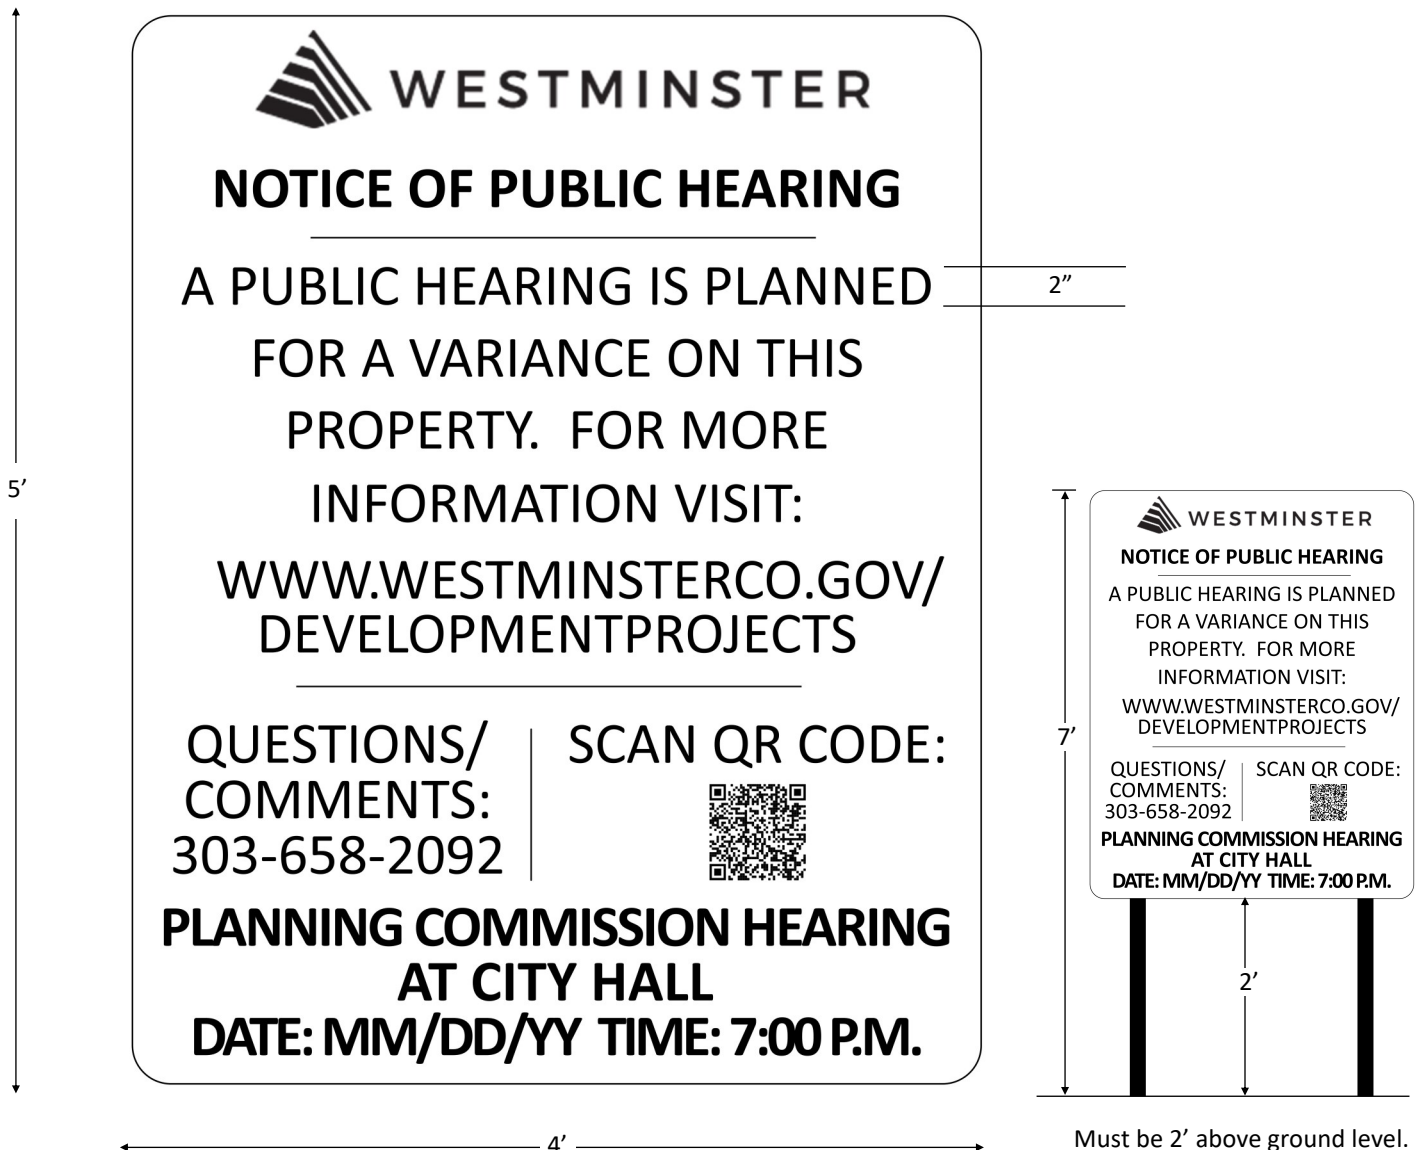 WESTMINSTER
NOTICE OF PUBLIC HEARING
A PUBLIC HEARING IS PLANNED
FOR A VARIANCE ON THIS
PROPERTY.  FOR MORE
INFORMATION VISIT:
WWW.WESTMINSTERCO.GOV/
DEVELOPMENTPROJECTS
QUESTIONS/
COMMENTS:
303-658-2092
SCAN QR CODE:
PLANNING COMMISSION HEARING
AT CITY HALL
DATE: MM/DD/YY  TIME: 7:00 P.M.
5’
4’
2”
WESTMINSTER
NOTICE OF PUBLIC HEARING
A PUBLIC HEARING IS PLANNED
FOR A VARIANCE ON THIS
PROPERTY.  FOR MORE
INFORMATION VISIT:
WWW.WESTMINSTERCO.GOV/
DEVELOPMENTPROJECTS
QUESTIONS/
COMMENTS:
303-658-2092
SCAN QR CODE:
PLANNING COMMISSION HEARING
AT CITY HALL
DATE: MM/DD/YY  TIME: 7:00 P.M.
7’
2’
Must be 2’ above ground level.